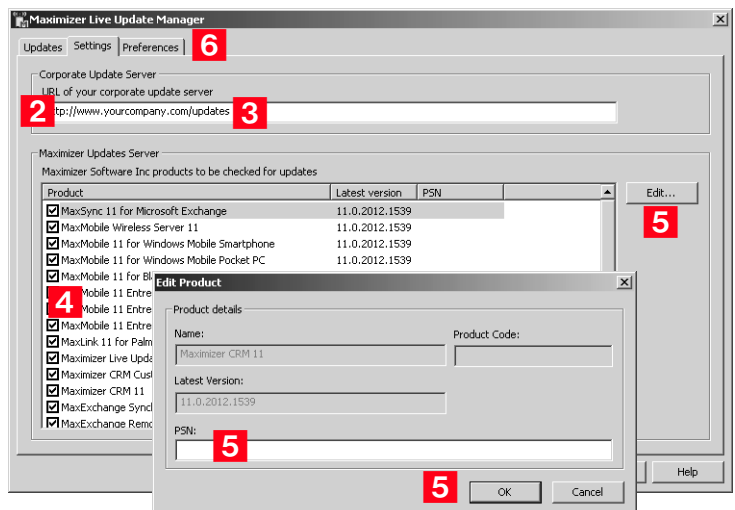 Maximizer Live Update Manager
Updates Settings Preferences 6
Corporate Update Server
URL of your corporate update server
2 tp://www.yourcompany.com/updates 3
Maximizer Updates Server
Maximizer Software Inc products to be checked for updates
Product Latest version PSN
Edit...
5
MaxSync 11 for Microsoft Exchange 11.0.2012.1539
MaxMobile Wireless Server 11 11.0.2012.1539
MaxMobile 11 for Windows Mobile Smartphone 11.0.2012.1539
MaxMobile 11 for Windows Mobile Pocket PC 11.0.2012.1539
MaxMobile 11 for Bl
4 Mobile 11 Entre
Mobile 11 Entre
MaxMobile 11 Entre
MaxLink 11 for Palm
Maximizer Live Upda
Maximizer CRM Cust
Maximizer CRM 11
MaxExchange Synch
MaxExchange Remo
Help
Edit Product
Product details
Name: Product Code:
Maximizer CRM 11
Latest Version:
11.0.2012.1539
PSN:
5
5 OK Cancel